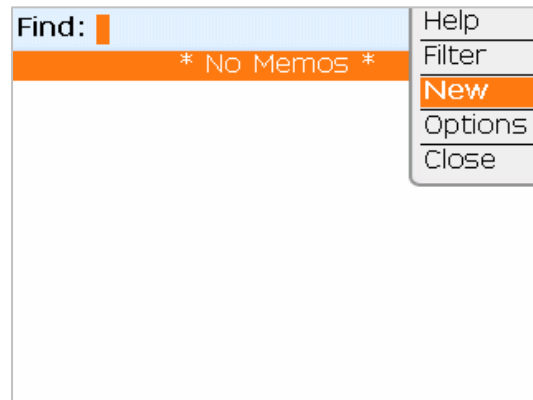 Find:
* No Memos *
Help
Filter
New
Options
Close